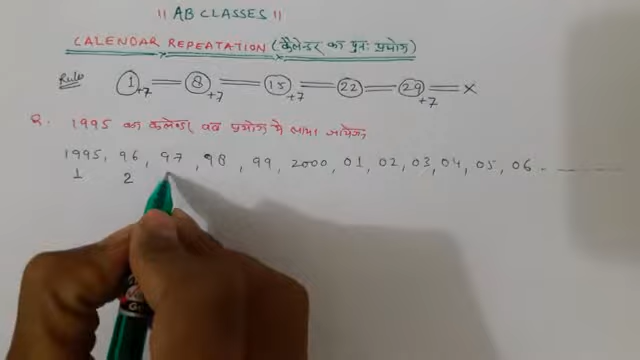 || AB CLASSES ||
CALENDAR REPEATATION (कैलेन्डर का पुनः प्रयोग)
Rule 1 +7 8 +7 15 +7 22 29 +7 X
Q. 1995 का कैलेन्डर कब प्रयोग में लाया जायेगा
1995, 96, 97, 98, 99, 2000, 01, 02, 03, 04, 05, 06 - - - -
1 2